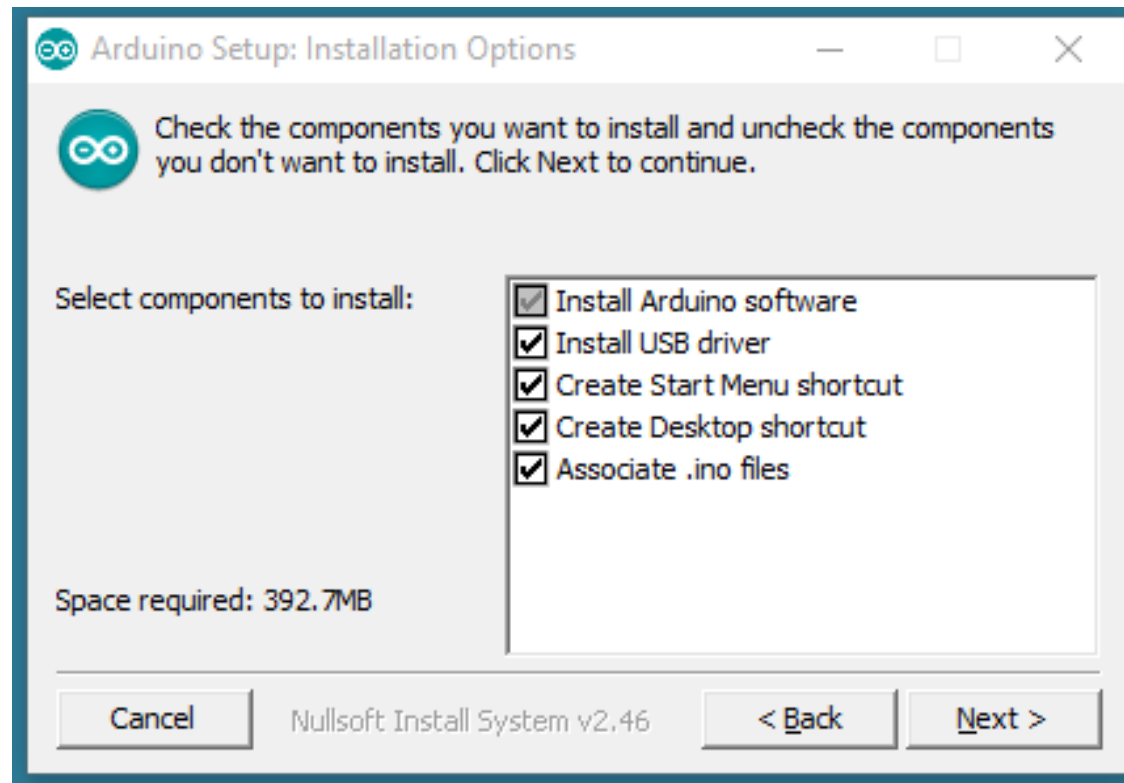 Arduino Setup: Installation Options
Check the components you want to install and uncheck the components
you don't want to install. Click Next to continue.
Select components to install:
Install Arduino software
Install USB driver
Create Start Menu shortcut
Create Desktop shortcut
Associate .ino files
Space required: 392.7MB
Cancel
Nullsoft Install System v2.46
< Back
Next >